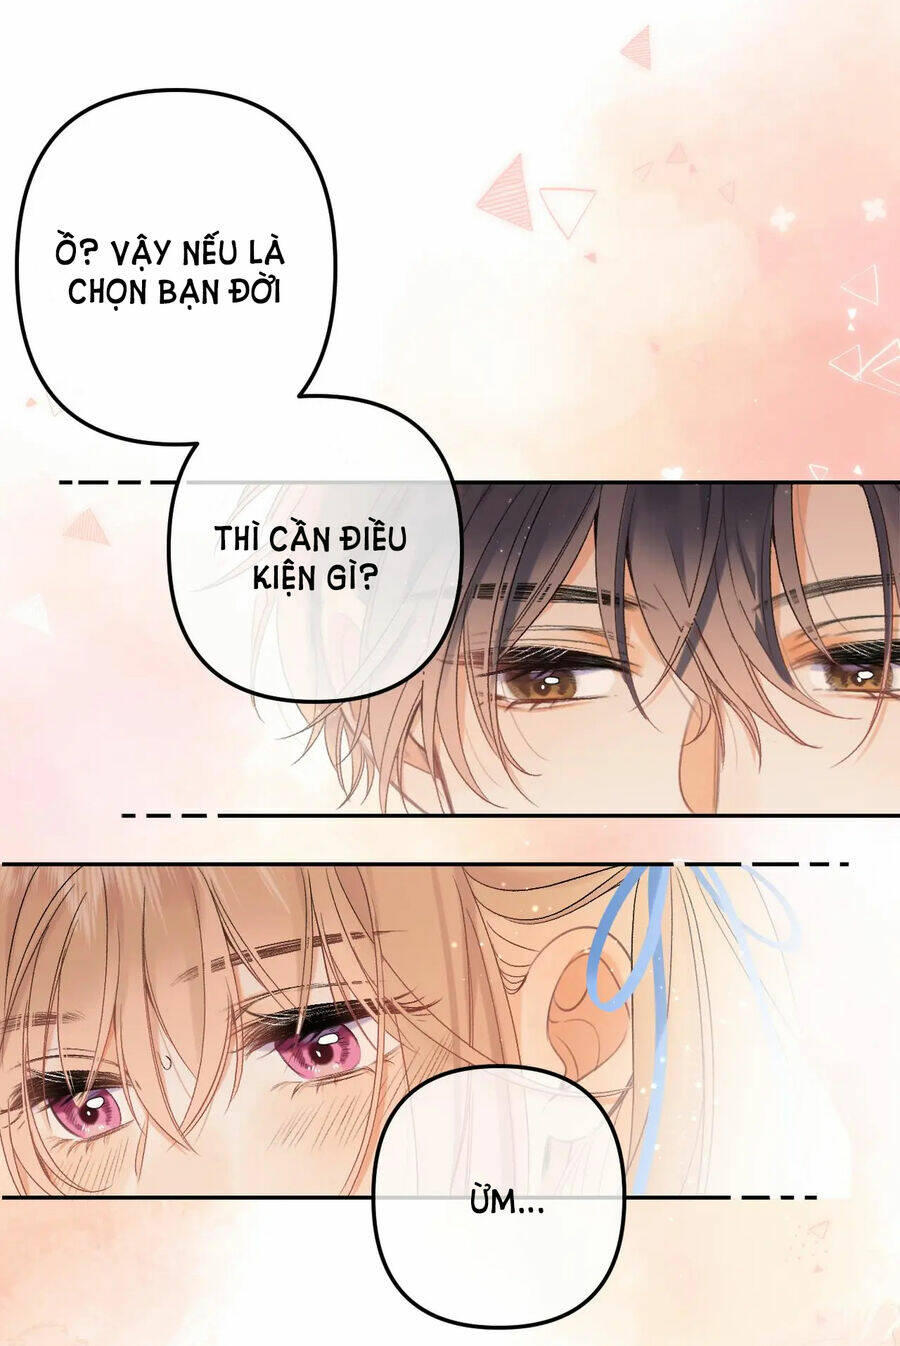 Ồ? VẬY NẾU LÀ
CHỌN BẠN ĐỜI
THÌ CẦN ĐIỀU
KIỆN GÌ?
ỪM...